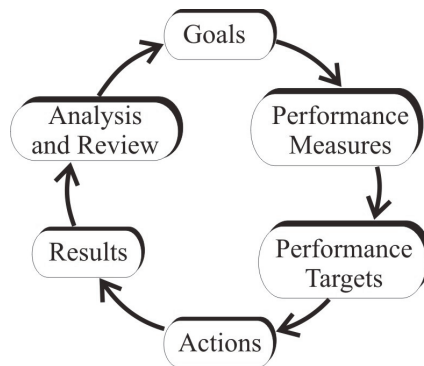 Goals
Performance
Measures
Performance
Targets
Actions
Results
Analysis
and Review